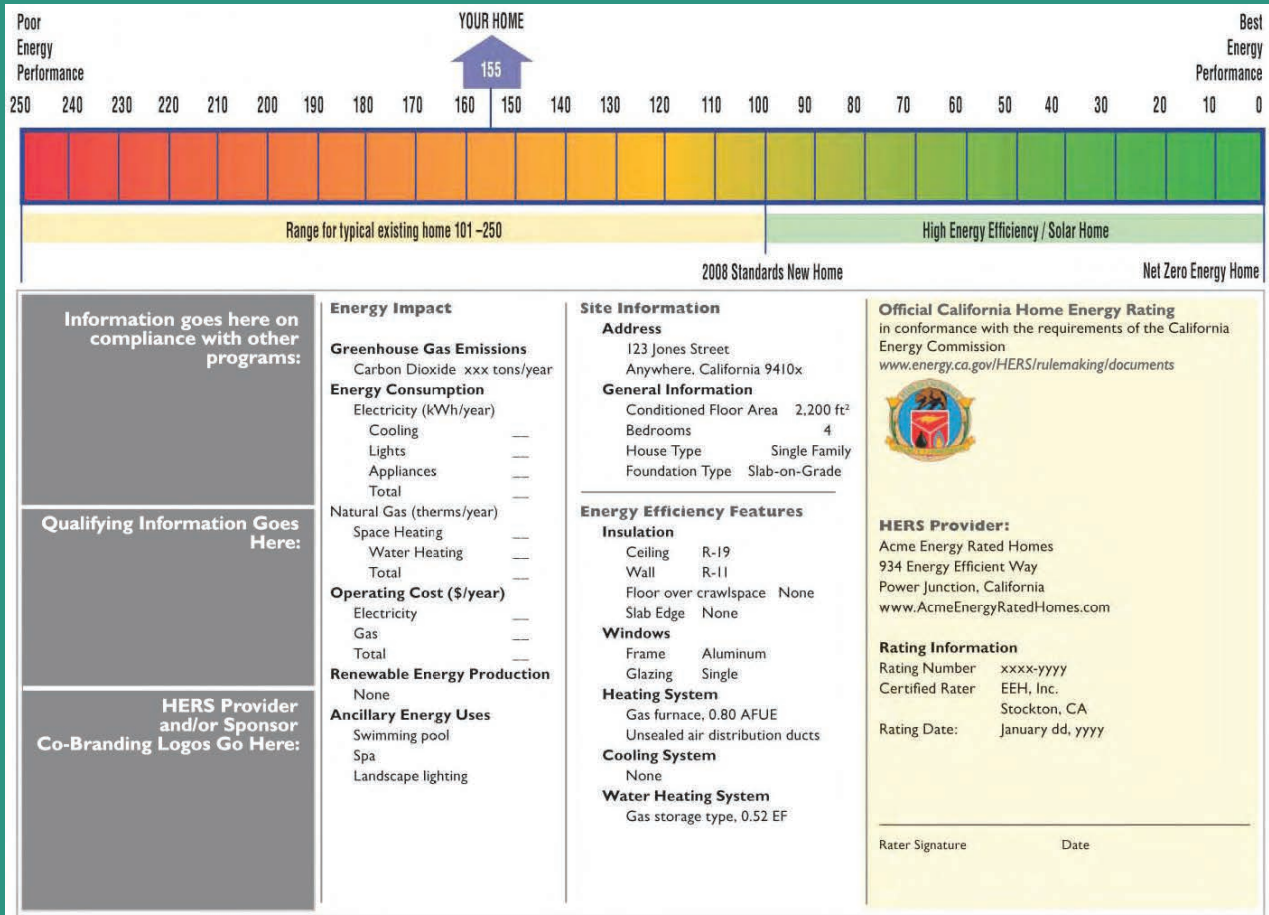 Poor
Energy
Performance
YOUR HOME
155
Best
Energy
Performance
250 240 230 220 210 200 190 180 170 160 150 140 130 120 110 100 90 80 70 60 50 40 30 20 10 0
Range for typical existing home 101 –250
High Energy Efficiency / Solar Home
2008 Standards New Home
Net Zero Energy Home
Information goes here on
compliance with other
programs:
Qualifying Information Goes
Here:
HERS Provider
and/or Sponsor
Co-Branding Logos Go Here:
Energy Impact
Greenhouse Gas Emissions
Carbon Dioxide xxx tons/year
Energy Consumption
Electricity (kWh/year)
Cooling __
Lights __
Appliances __
Total __
Natural Gas (therms/year)
Space Heating __
Water Heating __
Total __
Operating Cost ($/year)
Electricity __
Gas __
Total __
Renewable Energy Production
None
Ancillary Energy Uses
Swimming pool
Spa
Landscape lighting
Site Information
Address
123 Jones Street
Anywhere, California 9410x
General Information
Conditioned Floor Area 2,200 ft²
Bedrooms 4
House Type Single Family
Foundation Type Slab-on-Grade
Energy Efficiency Features
Insulation
Ceiling R-19
Wall R-11
Floor over crawlspace None
Slab Edge None
Windows
Frame Aluminum
Glazing Single
Heating System
Gas furnace, 0.80 AFUE
Unsealed air distribution ducts
Cooling System
None
Water Heating System
Gas storage type, 0.52 EF
Official California Home Energy Rating
in conformance with the requirements of the California
Energy Commission
www.energy.ca.gov/HERS/rulemaking/documents
HERS Provider:
Acme Energy Rated Homes
934 Energy Efficient Way
Power Junction, California
www.AcmeEnergyRatedHomes.com
Rating Information
Rating Number xxxx-yyyy
Certified Rater EEH, Inc.
Stockton, CA
Rating Date: January dd, yyyy
Rater Signature Date